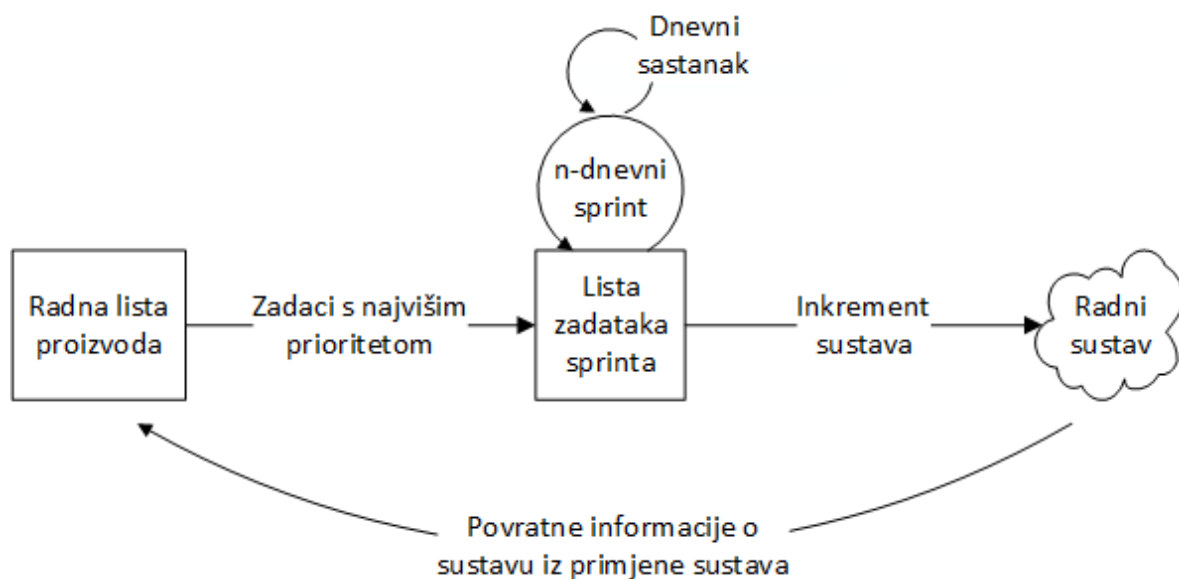 Dnevni
sastanak
n-dnevni
sprint
Radna lista
proizvoda
Zadaci s najvišim
prioritetom
Lista
zadataka
sprinta
Inkrement
sustava
Radni
sustav
Povratne informacije o
sustavu iz primjene sustava